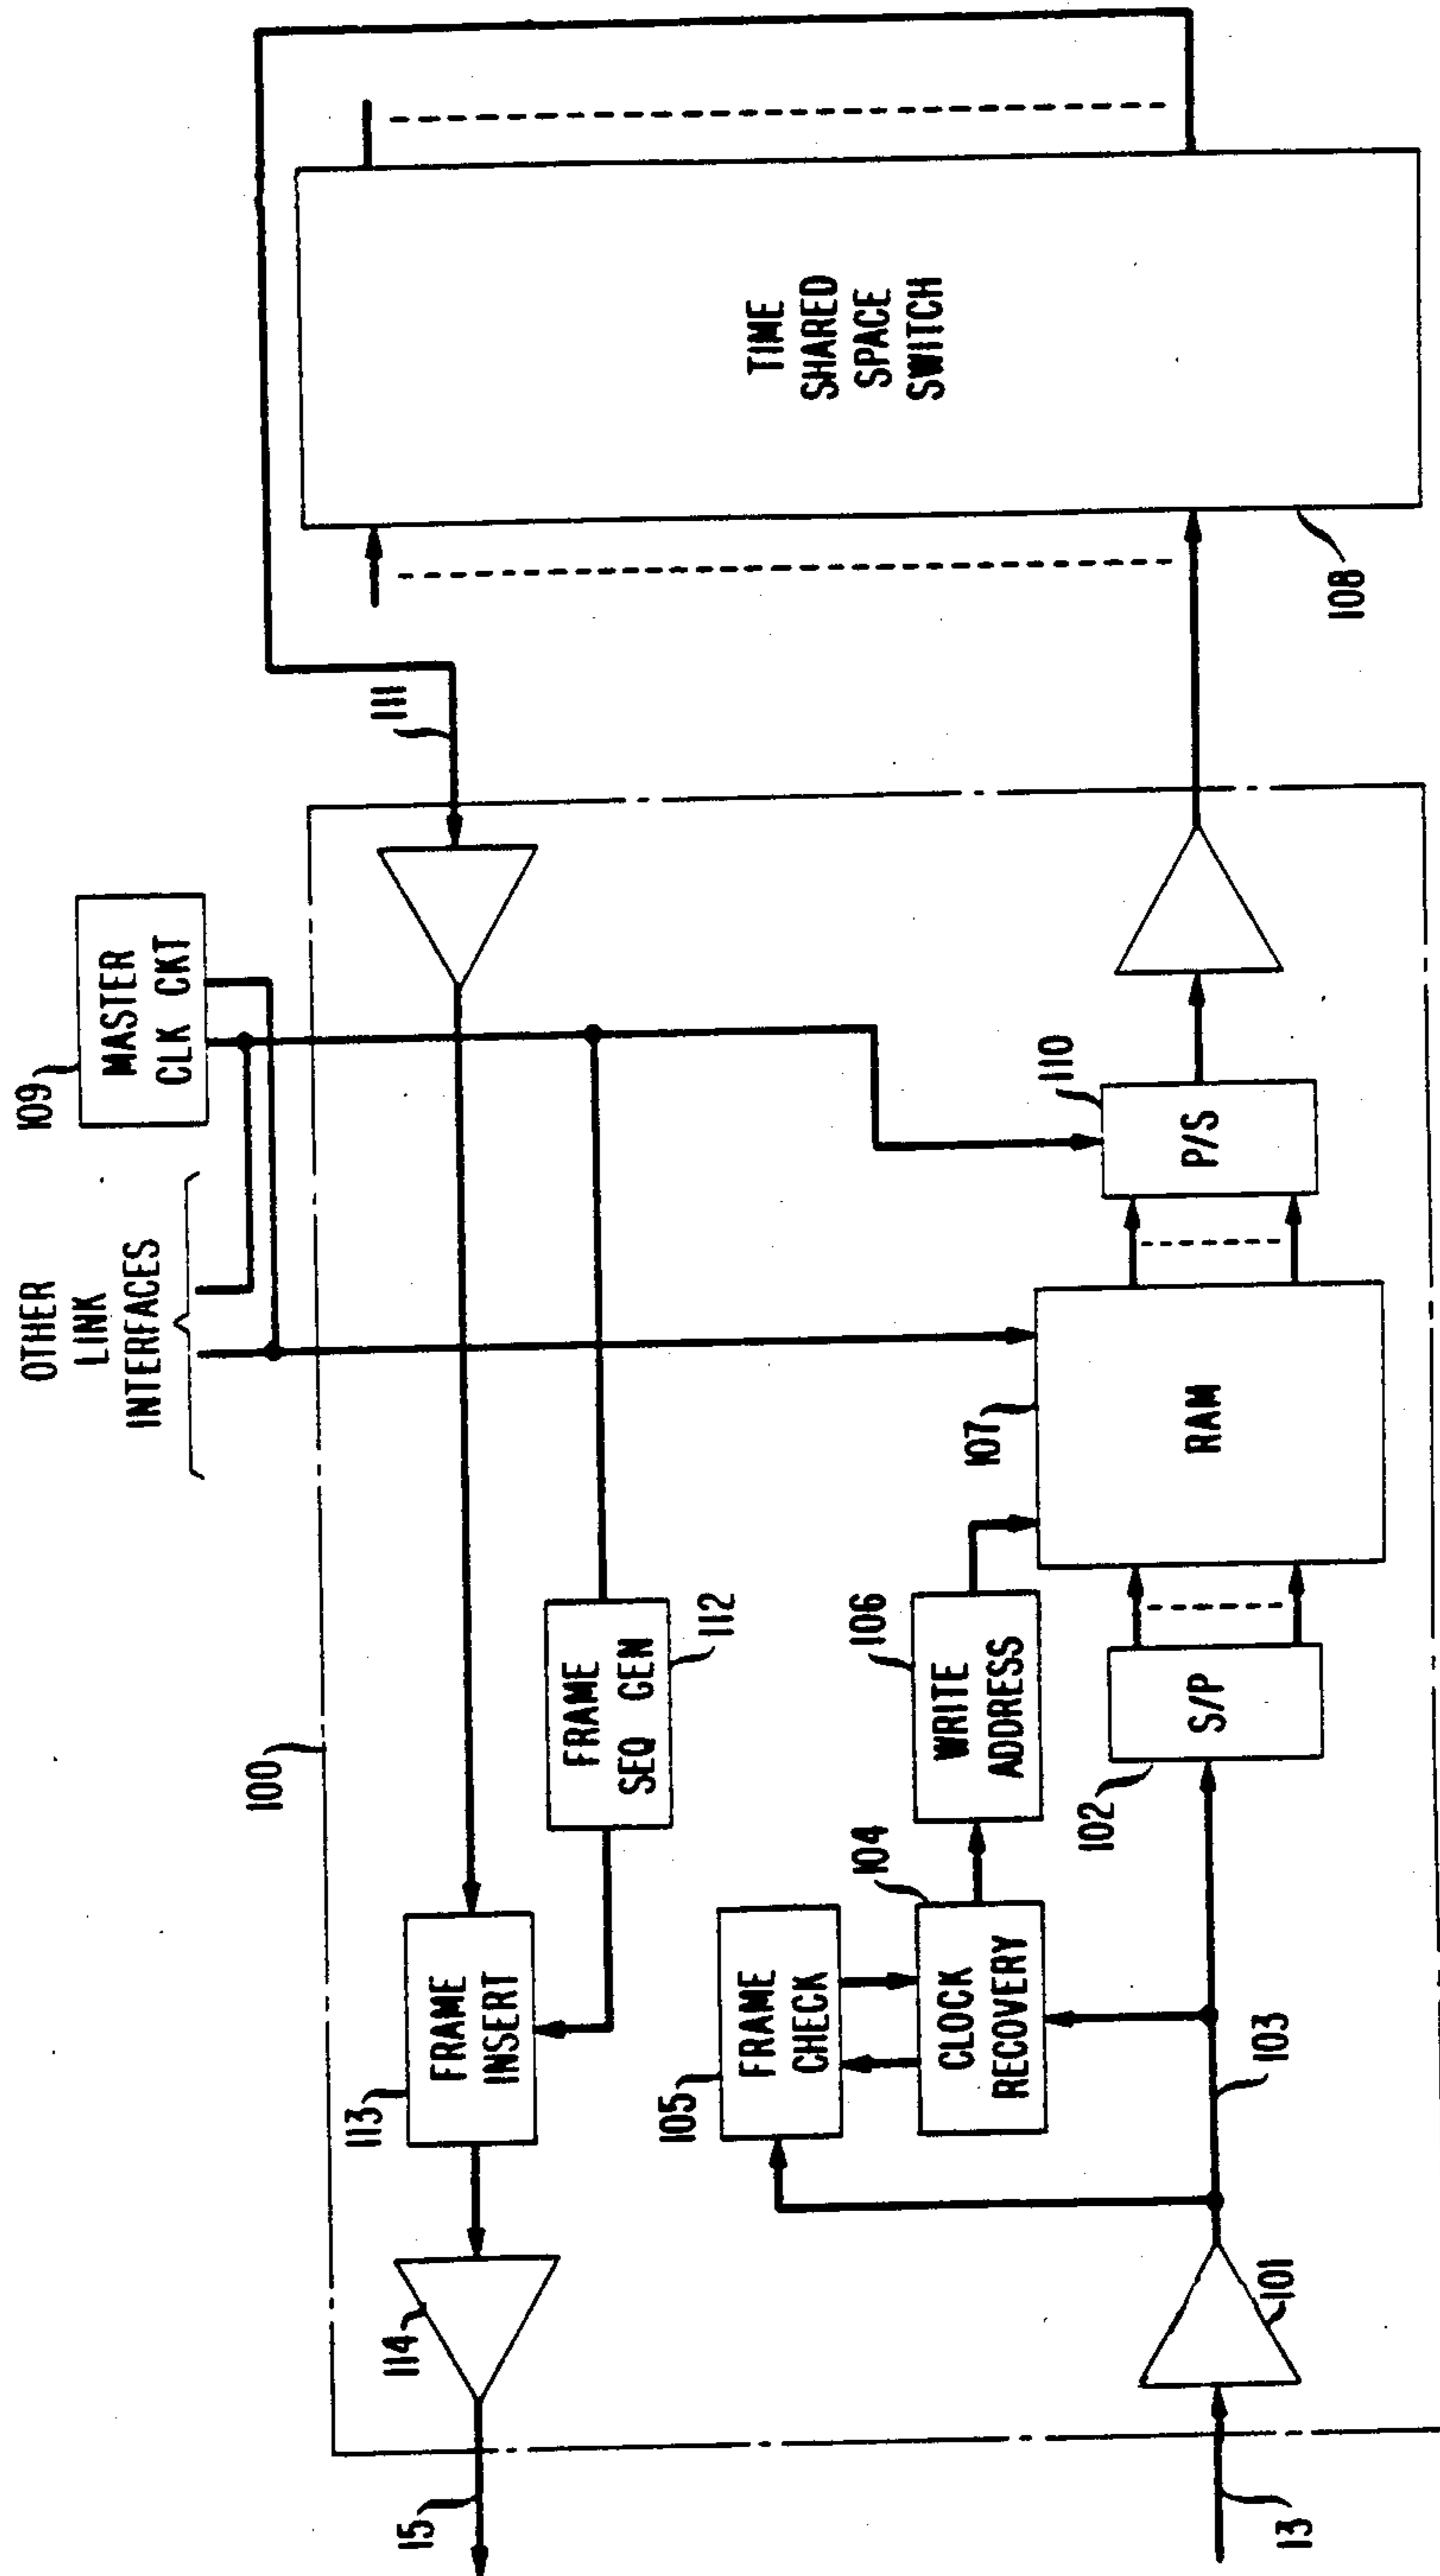 OTHER
LINK
INTERFACES
109
MASTER
CLK CKT
100
111
TIME
SHARED
SPACE
SWITCH
108
15
114
113
FRAME
INSERT
FRAME
SEQ GEN
112
105
FRAME
CHECK
104
CLOCK
RECOVERY
106
WRITE
ADDRESS
107
RAM
110
P/S
102
S/P
103
101
13